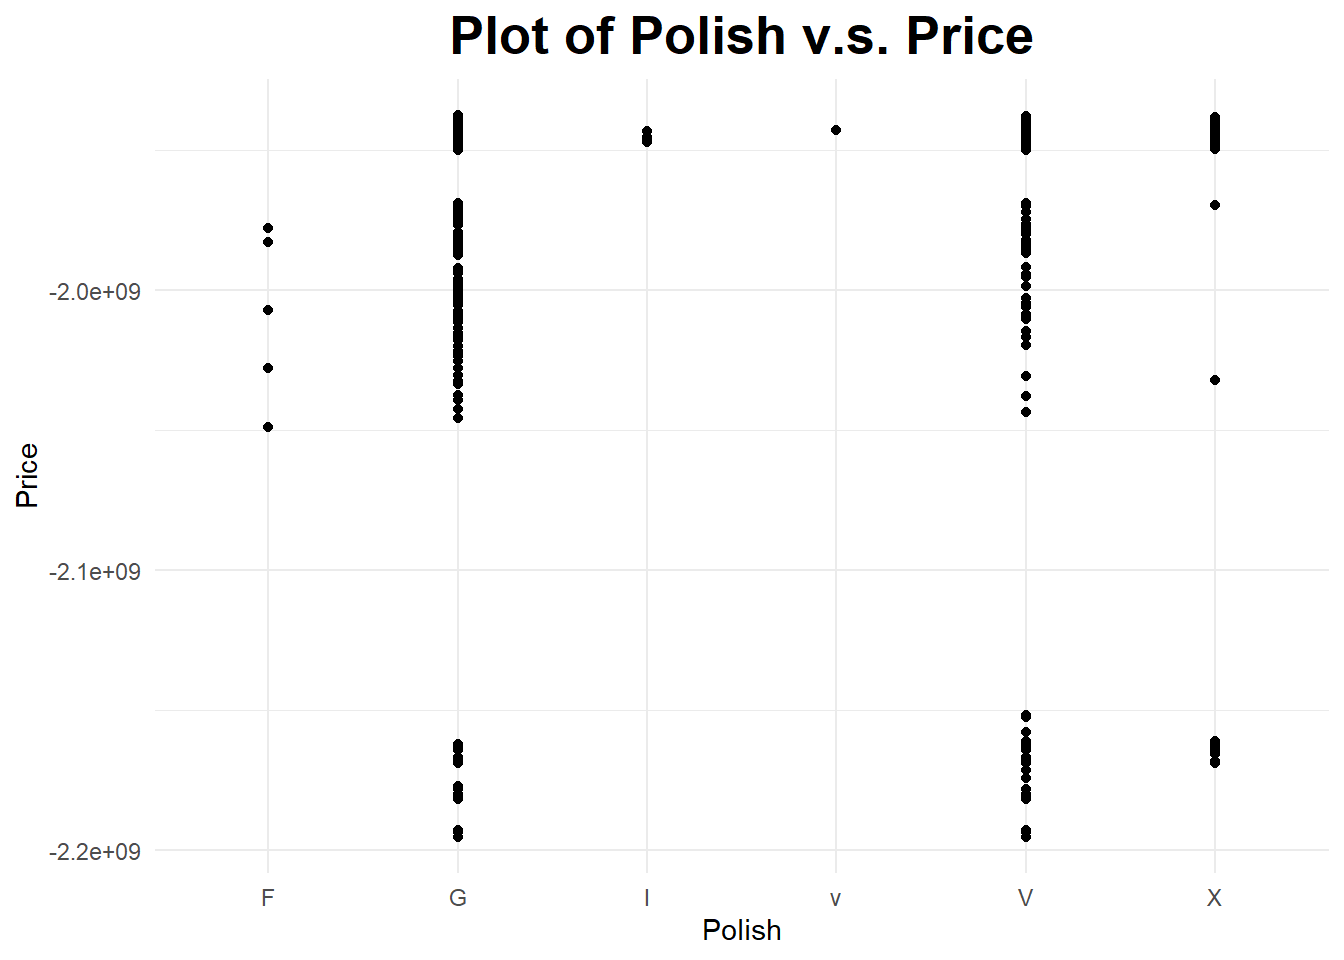 Plot of Polish v.s. Price
-2.0e+09
-2.1e+09
-2.2e+09
Price
F G I v V X
Polish